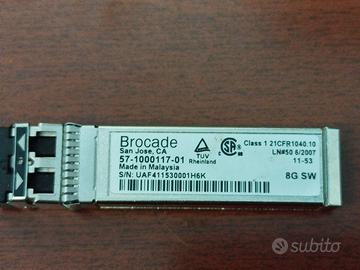 Brocade
San Jose, CA
57-1000117-01
Made in Malaysia
S/N: UAF411530001H6K
TUV
Rheinland
Class 1 21CFR1040.10
LN#50 6/2007
11-53
8G SW
subito